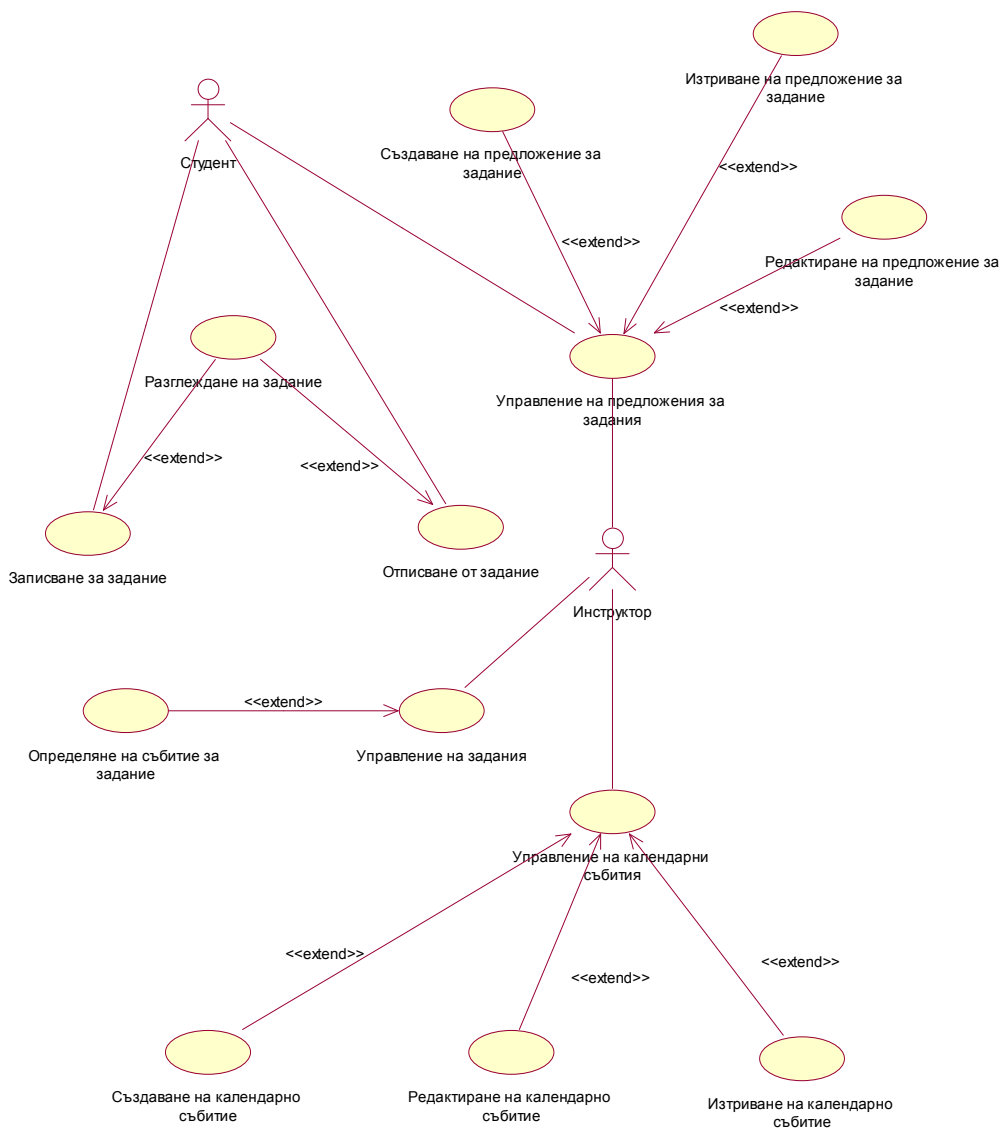 Изтриване на предложение за
задание
Студент
Създаване на предложение за
задание
<<extend>>
<<extend>>
Редактиране на предложение за
задание
<<extend>>
Разглеждане на задание
Управление на предложения за
задания
<<extend>>
<<extend>>
Записване за задание
Отписване от задание
Инструктор
<<extend>>
Определяне на събитие за
задание
Управление на задания
Управление на календарни
събития
<<extend>>
<<extend>>
<<extend>>
Създаване на календарно
събитие
Редактиране на календарно
събитие
Изтриване на календарно
събитие